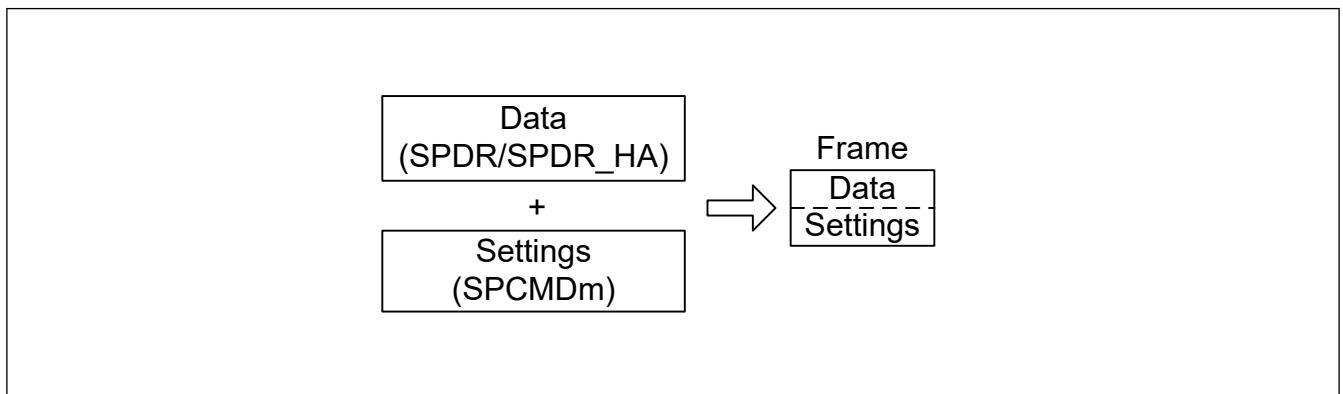 Data
(SPDR/SPDR_HA)
+
Settings
(SPCMDm)
Frame
Data
Settings